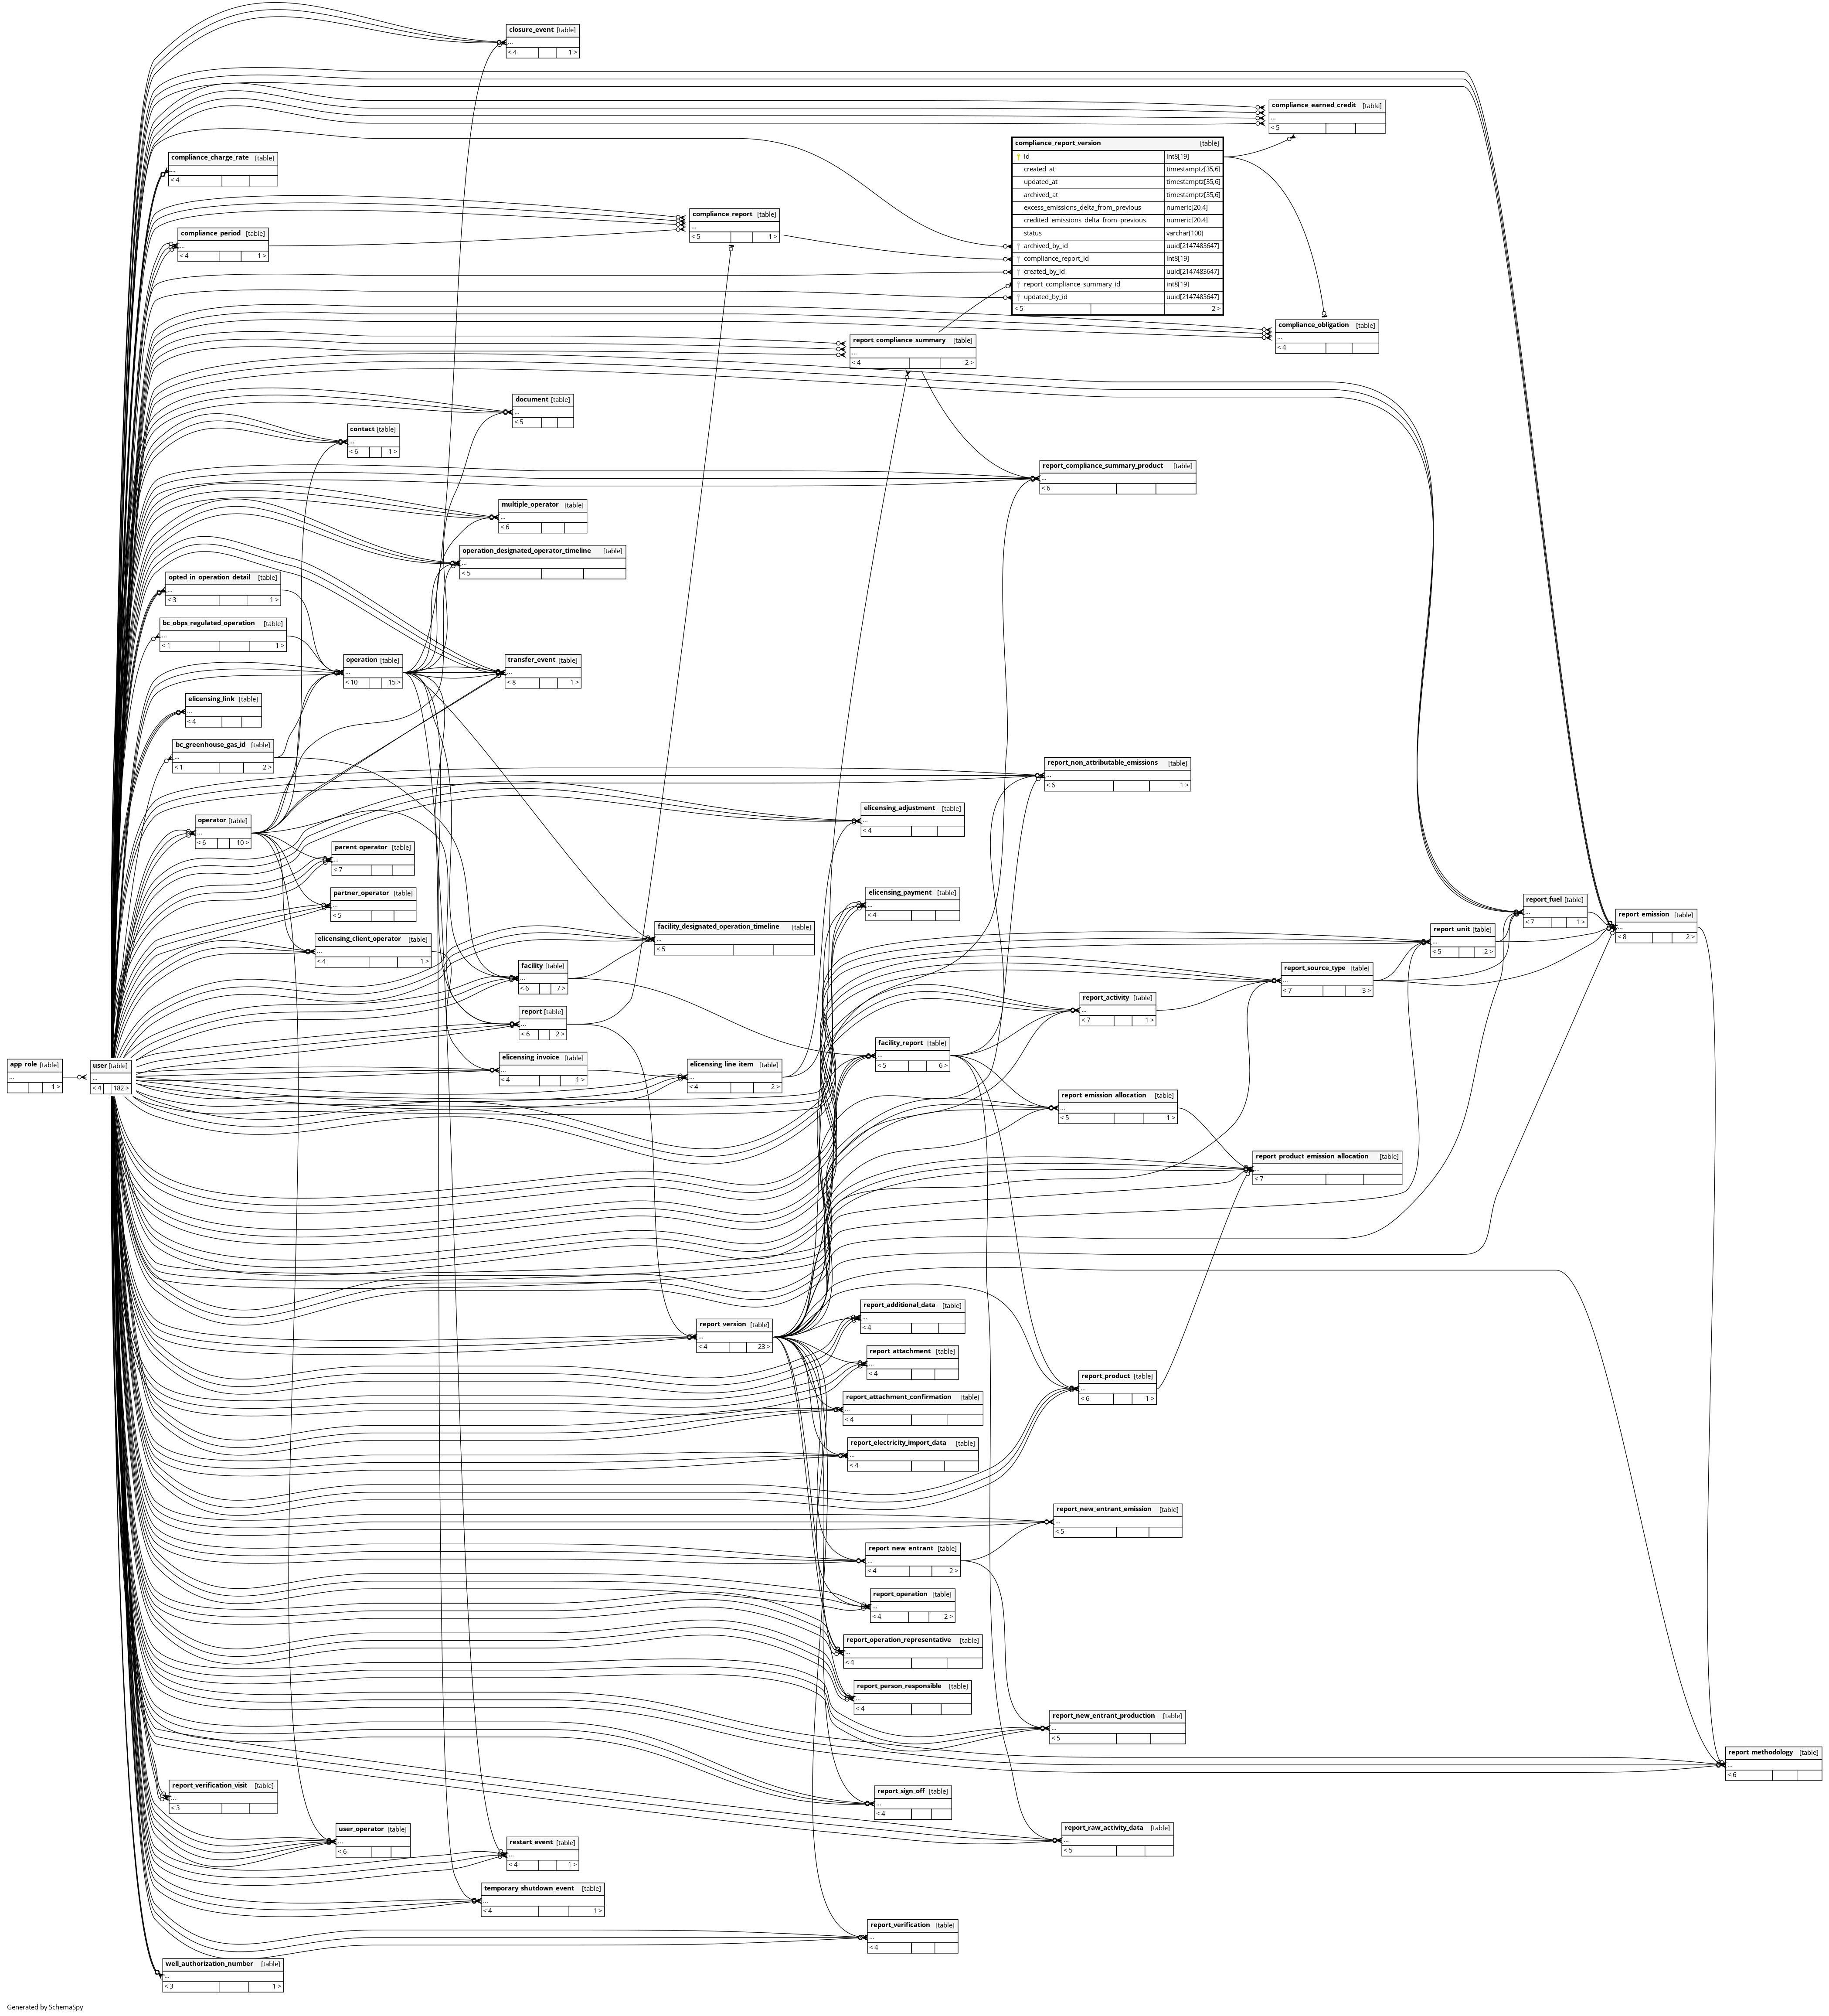 closure_event [table]
...
< 4 1 >
compliance_earned_credit [table]
...
< 5
compliance_report_version [table]
id int8[19]
created_at timestamptz[35,6]
updated_at timestamptz[35,6]
archived_at timestamptz[35,6]
excess_emissions_delta_from_previous numeric[20,4]
credited_emissions_delta_from_previous numeric[20,4]
status varchar[100]
archived_by_id uuid[2147483647]
compliance_report_id int8[19]
created_by_id uuid[2147483647]
report_compliance_summary_id int8[19]
updated_by_id uuid[2147483647]
< 5 2 >
compliance_charge_rate [table]
...
< 4
compliance_report [table]
...
< 5 1 >
compliance_period [table]
...
< 4 1 >
compliance_obligation [table]
...
< 4
report_compliance_summary [table]
...
< 4 2 >
document [table]
...
< 5
contact [table]
...
< 6 1 >
report_compliance_summary_product [table]
...
< 6
multiple_operator [table]
...
< 6
operation_designated_operator_timeline [table]
...
< 5
opted_in_operation_detail [table]
...
< 3 1 >
bc_obps_regulated_operation [table]
...
< 1 1 >
operation [table]
...
< 10 15 >
transfer_event [table]
...
< 8 1 >
elicensing_link [table]
...
< 4
bc_greenhouse_gas_id [table]
...
< 1 2 >
report_non_attributable_emissions [table]
...
< 6 1 >
elicensing_adjustment [table]
...
< 4
operator [table]
...
< 6 10 >
parent_operator [table]
...
< 7
partner_operator [table]
...
< 5
elicensing_payment [table]
...
< 4
report_fuel [table]
...
< 7 1 >
report_emission [table]
...
< 8 2 >
facility_designated_operation_timeline [table]
...
< 5
report_unit [table]
...
< 5 2 >
elicensing_client_operator [table]
...
< 4 1 >
facility [table]
...
< 6 7 >
report_source_type [table]
...
< 7 3 >
report_activity [table]
...
< 7 1 >
report [table]
...
< 6 2 >
facility_report [table]
...
< 5 6 >
elicensing_invoice [table]
...
< 4 1 >
elicensing_line_item [table]
...
< 4 2 >
app_role [table]
...
1 >
user [table]
...
< 4 182 >
report_emission_allocation [table]
...
< 5 1 >
report_product_emission_allocation [table]
...
< 7
report_additional_data [table]
...
< 4
report_version [table]
...
< 4 23 >
report_attachment [table]
...
< 4
report_product [table]
...
< 6 1 >
report_attachment_confirmation [table]
...
< 4
report_electricity_import_data [table]
...
< 4
report_new_entrant_emission [table]
...
< 5
report_new_entrant [table]
...
< 4 2 >
report_operation [table]
...
< 4 2 >
report_operation_representative [table]
...
< 4
report_person_responsible [table]
...
< 4
report_new_entrant_production [table]
...
< 5
report_methodology [table]
...
< 6
report_verification_visit [table]
...
< 3
report_sign_off [table]
...
< 4
user_operator [table]
...
< 6
report_raw_activity_data [table]
...
< 5
restart_event [table]
...
< 4 1 >
temporary_shutdown_event [table]
...
< 4 1 >
report_verification [table]
...
< 4
well_authorization_number [table]
...
< 3 1 >
Generated by SchemaSpy